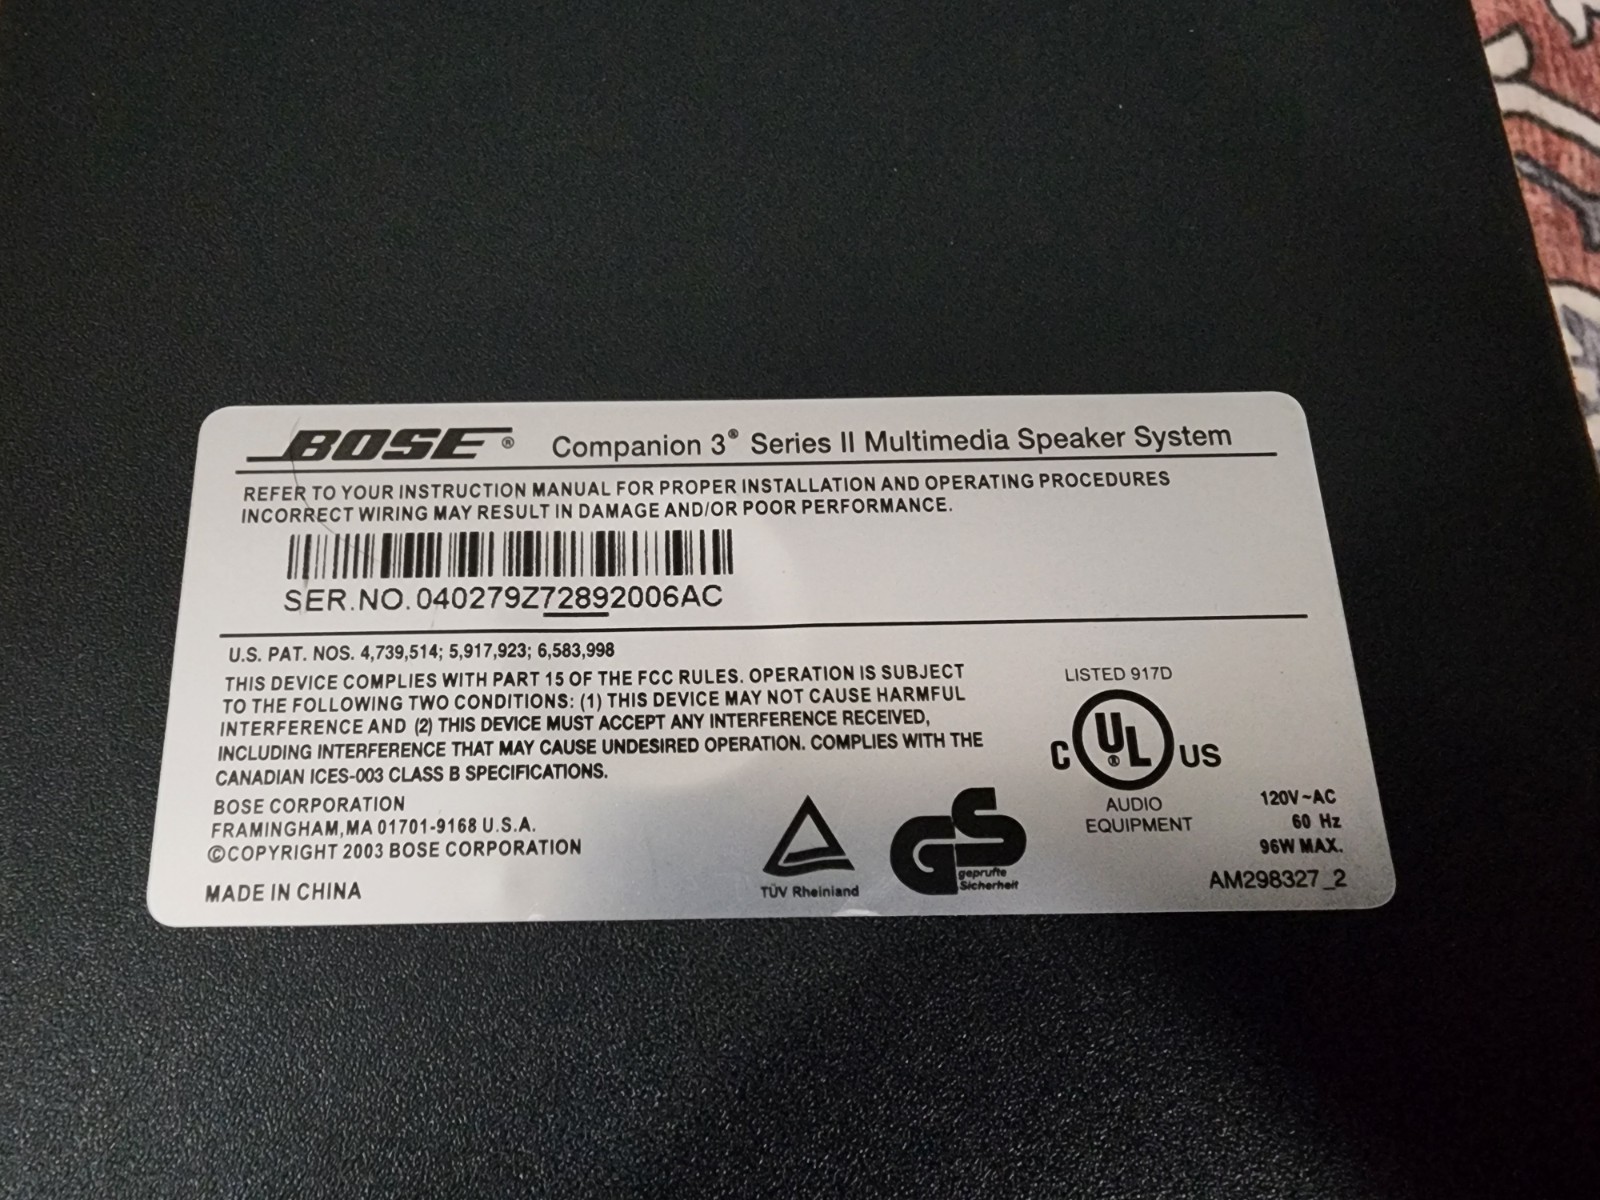 BOSE® Companion 3® Series II Multimedia Speaker System
REFER TO YOUR INSTRUCTION MANUAL FOR PROPER INSTALLATION AND OPERATING PROCEDURES
INCORRECT WIRING MAY RESULT IN DAMAGE AND/OR POOR PERFORMANCE.
SER.NO. 040279Z72892006AC
U.S. PAT. NOS. 4,739,514; 5,917,923; 6,583,998
THIS DEVICE COMPLIES WITH PART 15 OF THE FCC RULES. OPERATION IS SUBJECT
TO THE FOLLOWING TWO CONDITIONS: (1) THIS DEVICE MAY NOT CAUSE HARMFUL
INTERFERENCE AND (2) THIS DEVICE MUST ACCEPT ANY INTERFERENCE RECEIVED,
INCLUDING INTERFERENCE THAT MAY CAUSE UNDESIRED OPERATION. COMPLIES WITH THE
CANADIAN ICES-003 CLASS B SPECIFICATIONS.
BOSE CORPORATION
FRAMINGHAM, MA 01701-9168 U.S.A.
©COPYRIGHT 2003 BOSE CORPORATION
MADE IN CHINA
TÜV Rheinland
GS
geprüfte
Sicherheit
LISTED 917D
C UL® US
AUDIO
EQUIPMENT
120V~AC
60 Hz
96W MAX.
AM298327_2